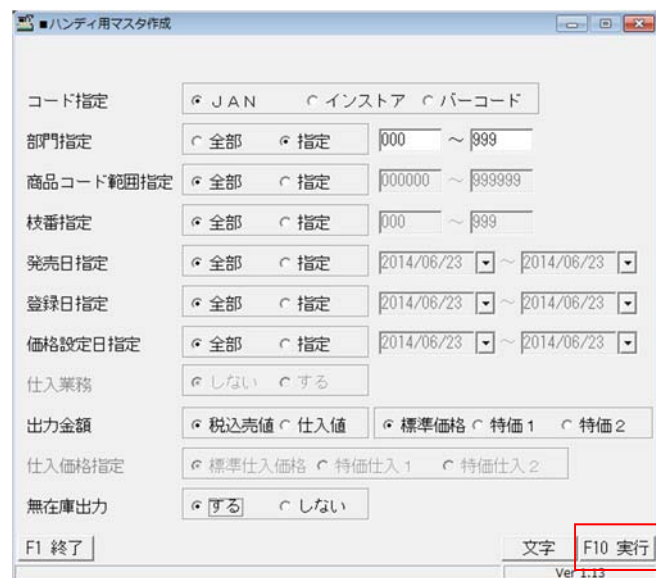 ■ハンディ用マスタ作成
コード指定 JAN インストア バーコード
部門指定 全部 指定 000 ～ 999
商品コード範囲指定 全部 指定 000000 ～ 999999
枝番指定 全部 指定 000 ～ 999
発売日指定 全部 指定 2014/06/23 ～ 2014/06/23
登録日指定 全部 指定 2014/06/23 ～ 2014/06/23
価格設定日指定 全部 指定 2014/06/23 ～ 2014/06/23
仕入業務 しない する
出力金額 税込売値 仕入値 標準価格 特価1 特価2
仕入価格指定 標準仕入価格 特価仕入1 特価仕入2
無在庫出力 する しない
F1 終了 文字 F10 実行
Ver 1.13